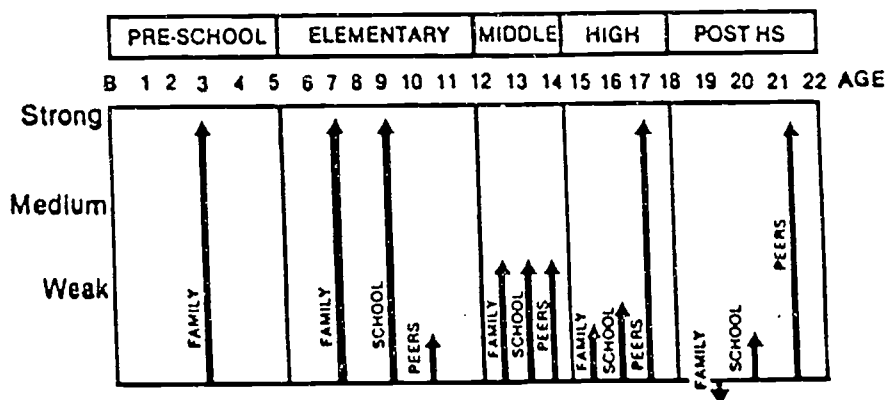 PRE-SCHOOL ELEMENTARY MIDDLE HIGH POST HS
B 1 2 3 4 5 6 7 8 9 10 11 12 13 14 15 16 17 18 19 20 21 22 AGE
Strong
Medium
Weak
FAMILY
FAMILY
SCHOOL
PEERS
FAMILY
SCHOOL
PEERS
FAMILY
SCHOOL
PEERS
FAMILY
SCHOOL
PEERS